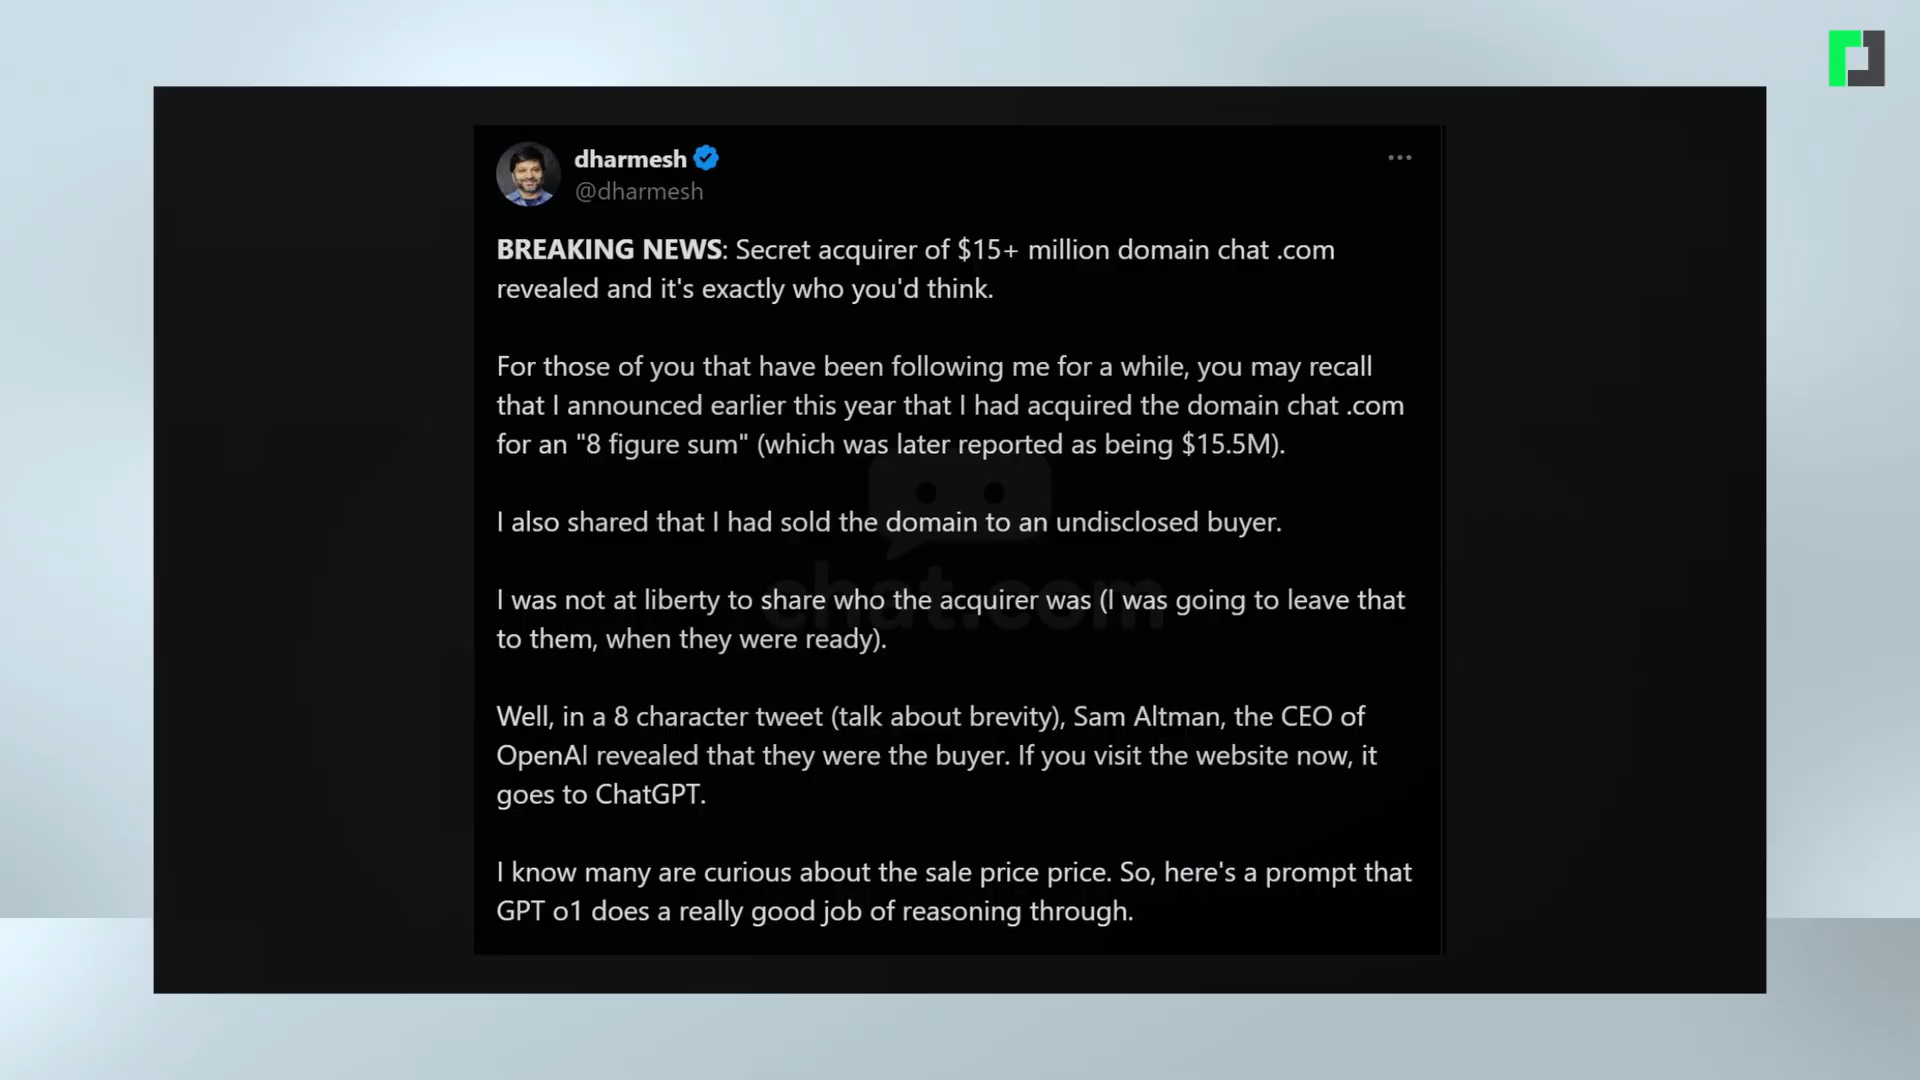 dharmesh
@dharmesh
BREAKING NEWS: Secret acquirer of $15+ million domain chat .com
revealed and it's exactly who you'd think.
For those of you that have been following me for a while, you may recall
that I announced earlier this year that I had acquired the domain chat .com
for an "8 figure sum" (which was later reported as being $15.5M).
I also shared that I had sold the domain to an undisclosed buyer.
I was not at liberty to share who the acquirer was (I was going to leave that
to them, when they were ready).
chat.com
Well, in a 8 character tweet (talk about brevity), Sam Altman, the CEO of
OpenAI revealed that they were the buyer. If you visit the website now, it
goes to ChatGPT.
I know many are curious about the sale price price. So, here's a prompt that
GPT o1 does a really good job of reasoning through.